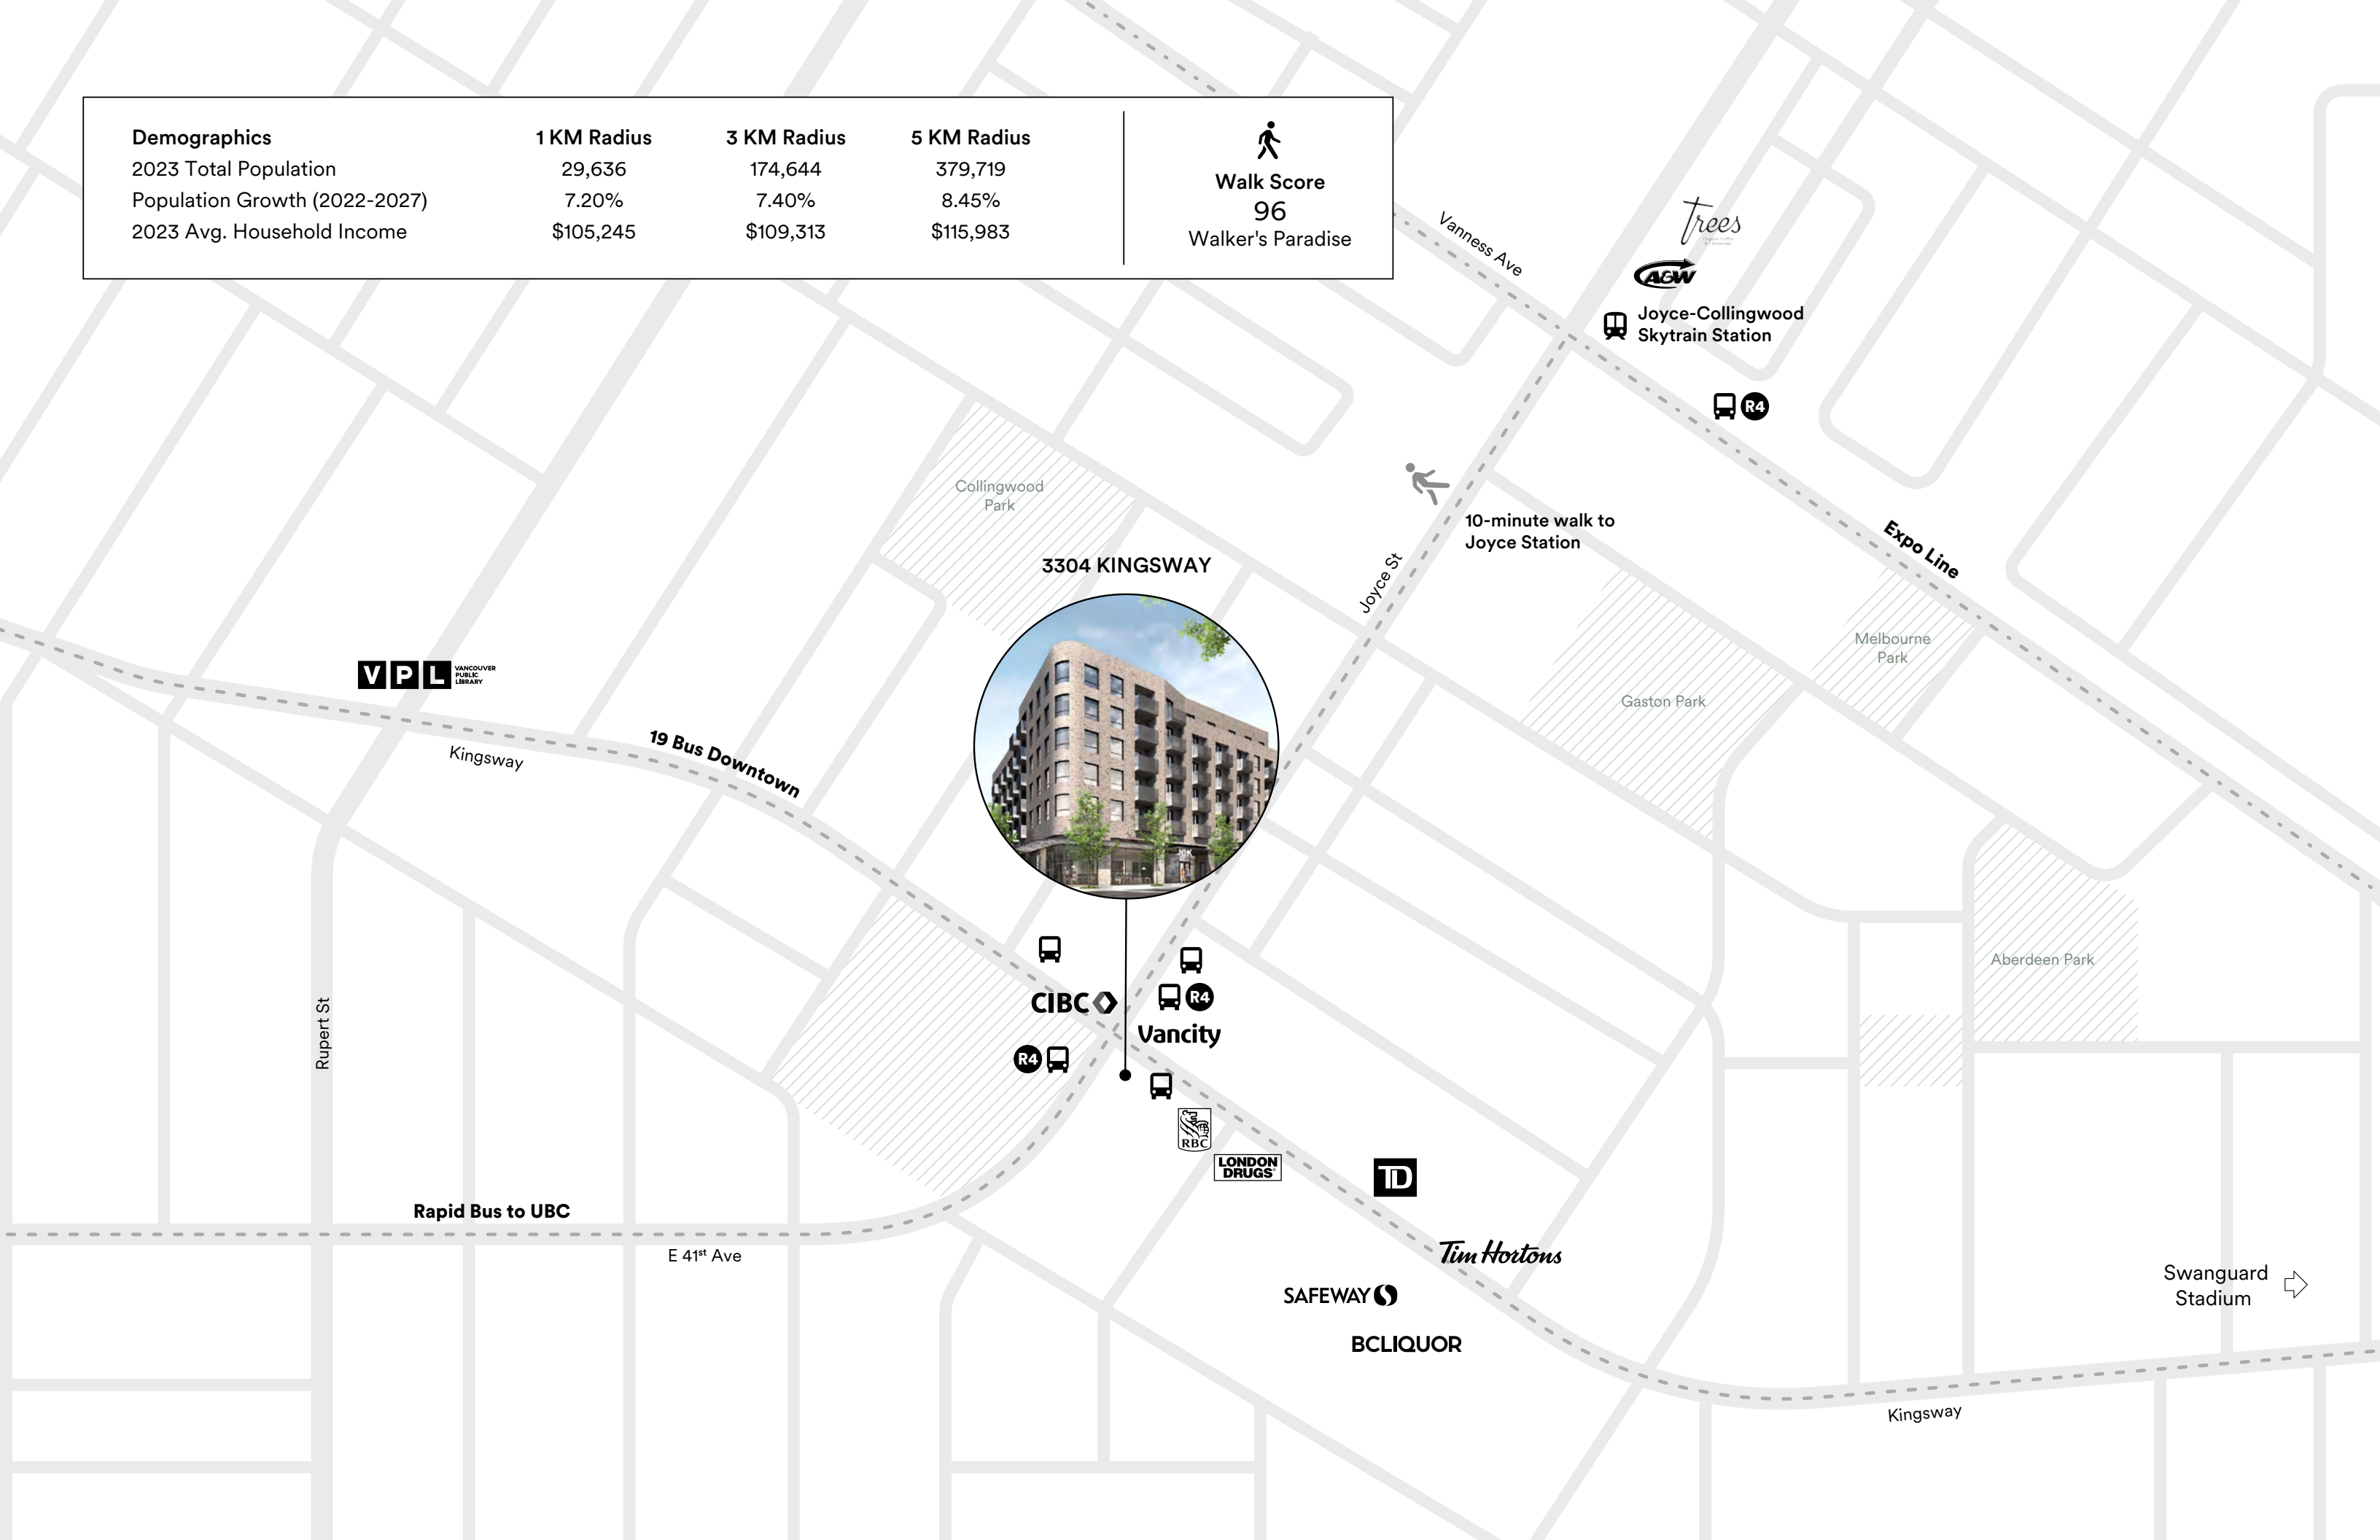 Demographics 1 KM Radius 3 KM Radius 5 KM Radius
2023 Total Population 29,636 174,644 379,719
Population Growth (2022-2027) 7.20% 7.40% 8.45%
2023 Avg. Household Income $105,245 $109,313 $115,983
Walk Score
96
Walker's Paradise
Vanness Ave
Trees
A&W
Joyce-Collingwood
Skytrain Station
R4
Collingwood
Park
10-minute walk to
Joyce Station
Expo Line
3304 KINGSWAY
Joyce St
Melbourne
Park
Gaston Park
VPL
VANCOUVER
PUBLIC
LIBRARY
Kingsway
19 Bus Downtown
Aberdeen Park
CIBC
R4
Vancity
R4
Rupert St
RBC
LONDON
DRUGS
TD
Rapid Bus to UBC
E 41st Ave
Tim Hortons
SAFEWAY
BCLIQUOR
Swanguard
Stadium
Kingsway